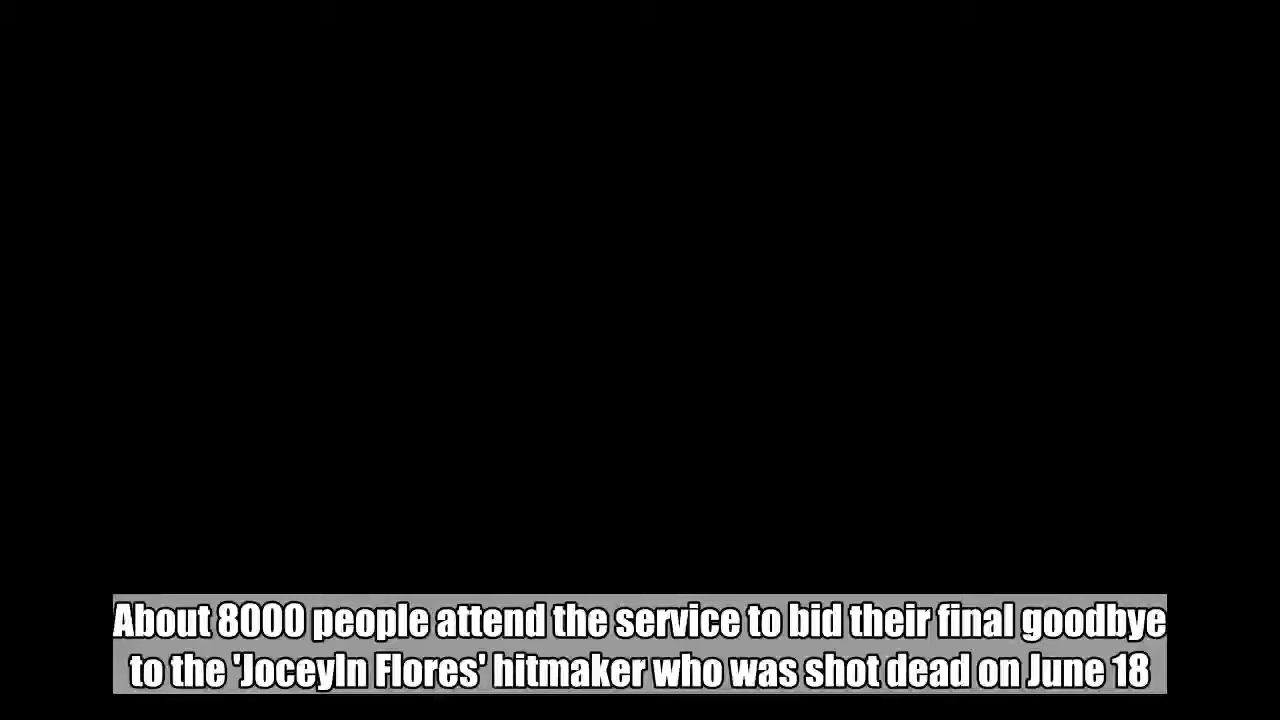 About 8000 people attend the service to bid their final goodbye
to the 'Joceyln Flores' hitmaker who was shot dead on June 18